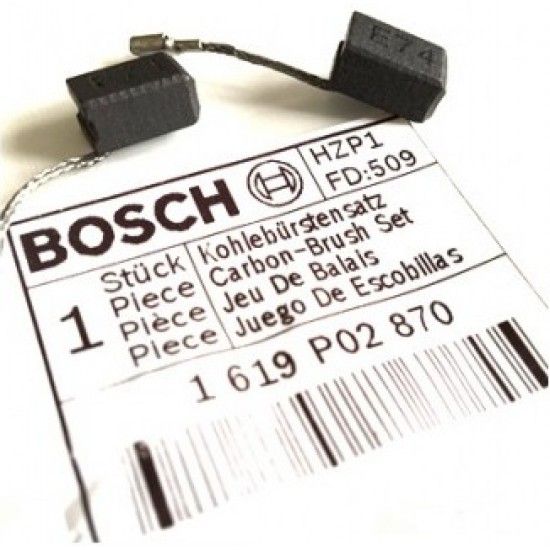 E74
BOSCH
HZP1
FD:509
1
Stück
Piece
Pièce
Piece
Kohlebürstensatz
Carbon-Brush Set
Jeu De Balais
Juego De Escobillas
1 619 P02 870